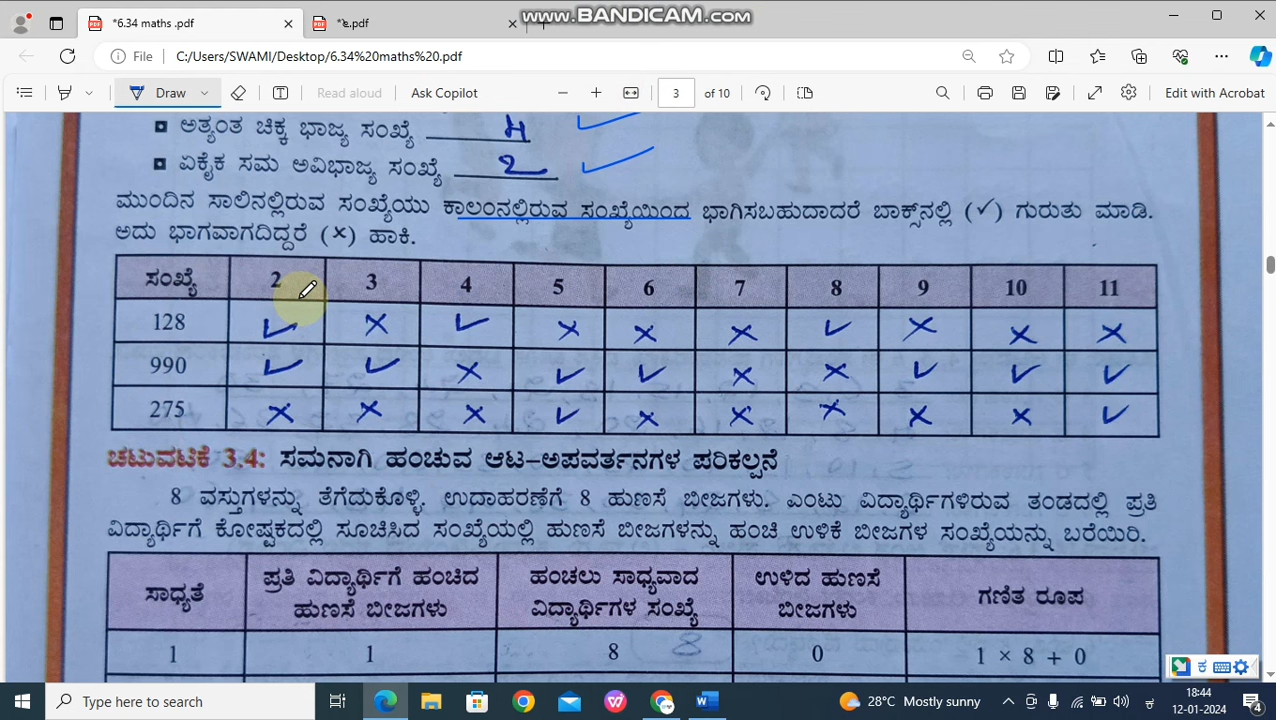 www.BANDICAM.com
*6.34 maths .pdf
*e.pdf
File C:/Users/SWAMI/Desktop/6.34%20maths%20.pdf
Draw Read aloud Ask Copilot 3 of 10 Edit with Acrobat
ಅತ್ಯಂತ ಚಿಕ್ಕ ಭಾಜ್ಯ ಸಂಖ್ಯೆ 4
ಏಕೈಕ ಸಮ ಅವಿಭಾಜ್ಯ ಸಂಖ್ಯೆ 2
ಮುಂದಿನ ಸಾಲಿನಲ್ಲಿರುವ ಸಂಖ್ಯೆಯು ಕಾಲಂನಲ್ಲಿರುವ ಸಂಖ್ಯೆಯಿಂದ ಭಾಗಿಸಬಹುದಾದರೆ ಬಾಕ್ಸ್‌ನಲ್ಲಿ (✓) ಗುರುತು ಮಾಡಿ.
ಅದು ಭಾಗವಾಗದಿದ್ದರೆ (×) ಹಾಕಿ.
ಸಂಖ್ಯೆ 2 3 4 5 6 7 8 9 10 11
128 ✓ × ✓ × × × ✓ × × ×
990 ✓ ✓ × ✓ ✓ × × ✓ ✓ ✓
275 × × × ✓ × × × × × ✓
ಚಟುವಟಿಕೆ 3.4: ಸಮನಾಗಿ ಹಂಚುವ ಆಟ-ಅಪವರ್ತನಗಳ ಪರಿಕಲ್ಪನೆ
8 ವಸ್ತುಗಳನ್ನು ತೆಗೆದುಕೊಳ್ಳಿ. ಉದಾಹರಣೆಗೆ 8 ಹುಣಸೆ ಬೀಜಗಳು. ಎಂಟು ವಿದ್ಯಾರ್ಥಿಗಳಿರುವ ತಂಡದಲ್ಲಿ ಪ್ರತಿ
ವಿದ್ಯಾರ್ಥಿಗೆ ಕೋಷ್ಟಕದಲ್ಲಿ ಸೂಚಿಸಿದ ಸಂಖ್ಯೆಯಲ್ಲಿ ಹುಣಸೆ ಬೀಜಗಳನ್ನು ಹಂಚಿ ಉಳಿಕೆ ಬೀಜಗಳ ಸಂಖ್ಯೆಯನ್ನು ಬರೆಯಿರಿ.
ಸಾಧ್ಯತೆ
ಪ್ರತಿ ವಿದ್ಯಾರ್ಥಿಗೆ ಹಂಚಿದ
ಹುಣಸೆ ಬೀಜಗಳು
ಹಂಚಲು ಸಾಧ್ಯವಾದ
ವಿದ್ಯಾರ್ಥಿಗಳ ಸಂಖ್ಯೆ
ಉಳಿದ ಹುಣಸೆ
ಬೀಜಗಳು
ಗಣಿತ ರೂಪ
1 1 8 0 1 × 8 + 0
Type here to search
28°C Mostly sunny
18:44
12-01-2024
4